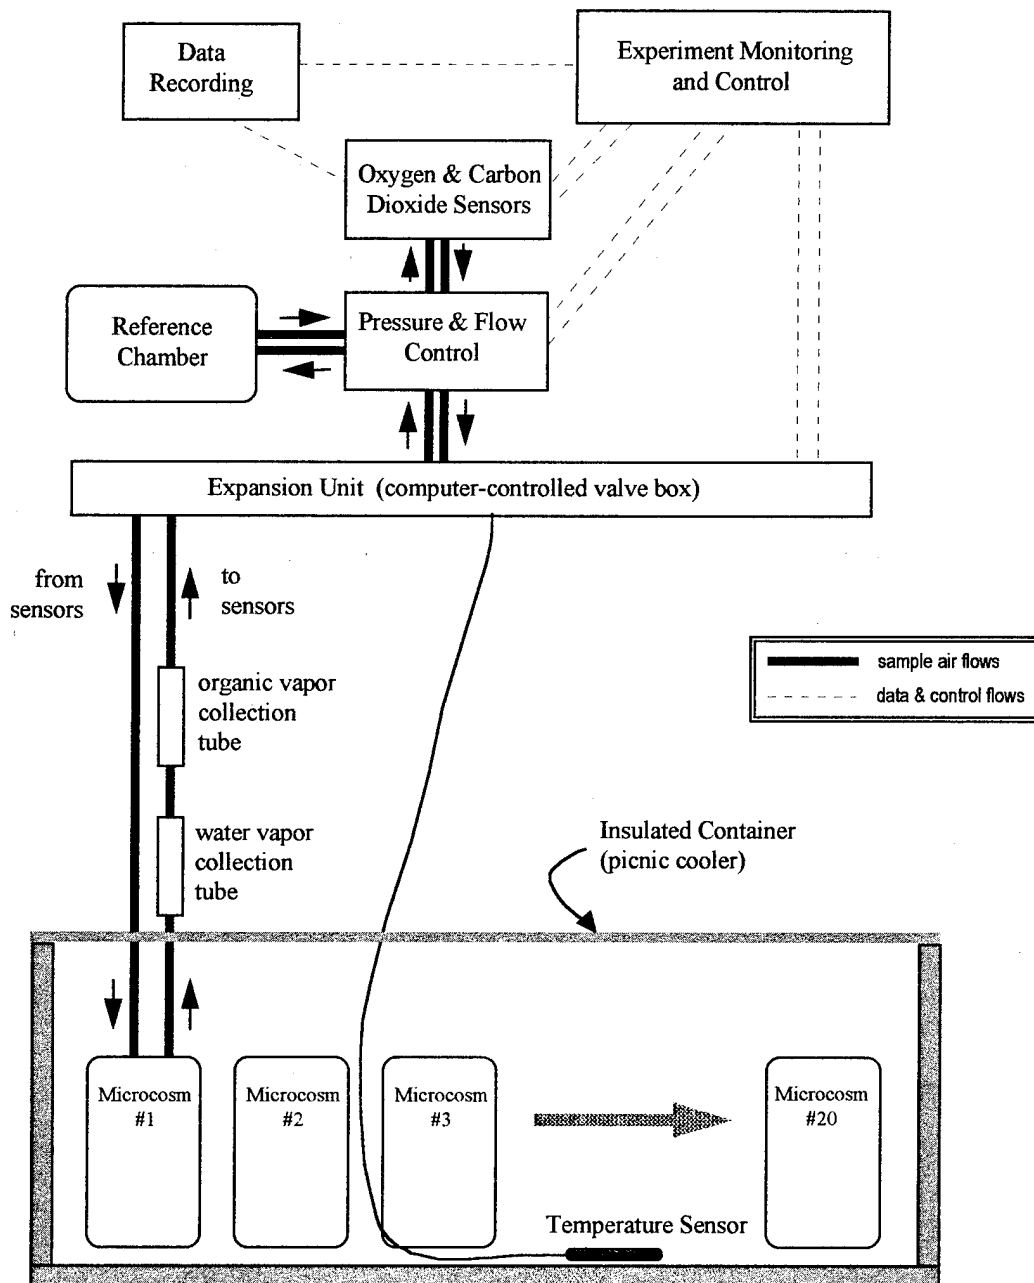 Data
Recording
Experiment Monitoring
and Control
Oxygen & Carbon
Dioxide Sensors
Reference
Chamber
Pressure & Flow
Control
Expansion Unit (computer-controlled valve box)
from
sensors
to
sensors
organic vapor
collection
tube
sample air flows
data & control flows
water vapor
collection
tube
Insulated Container
(picnic cooler)
Microcosm
#1
Microcosm
#2
Microcosm
#3
Microcosm
#20
Temperature Sensor